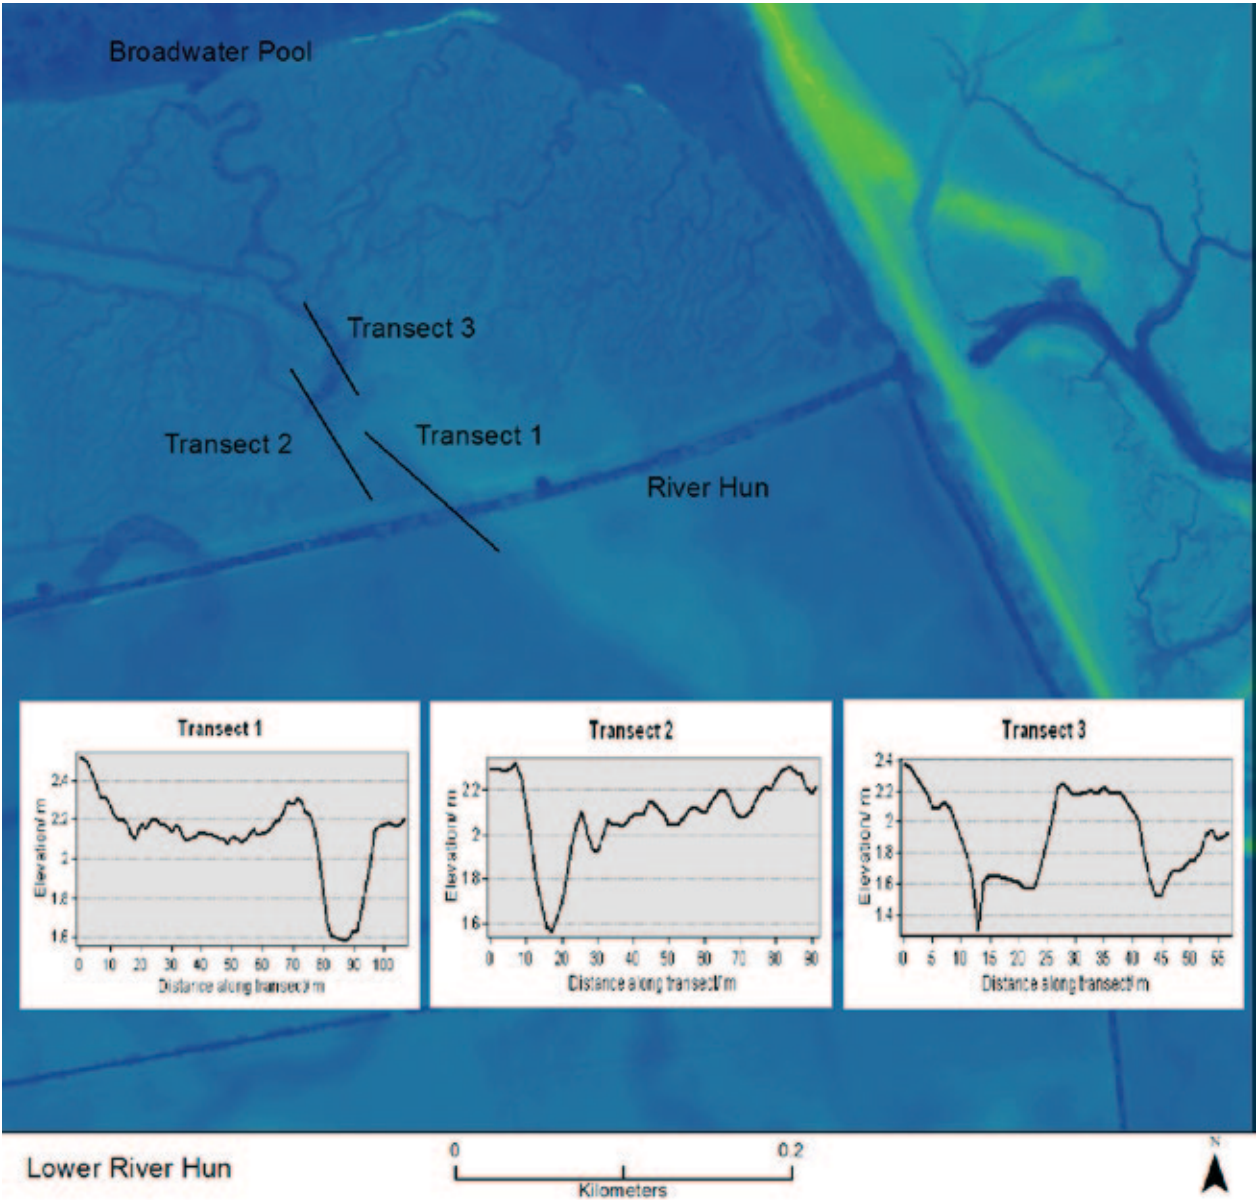 Broadwater Pool
Transect 3
Transect 2
Transect 1
River Hun
Transect 1
Elevation/ m
2.4
2.2
2
1.8
1.6
0 10 20 30 40 50 60 70 80 90 100
Distance along transect/ m
Transect 2
Elevation/ m
2.2
2
1.8
1.6
0 10 20 30 40 50 60 70 80 90
Distance along transect/ m
Transect 3
Elevation/ m
2.4
2.2
2
1.8
1.6
1.4
0 5 10 15 20 25 30 35 40 45 50 55
Distance along transect/ m
Lower River Hun
0 0.2
Kilometers
N